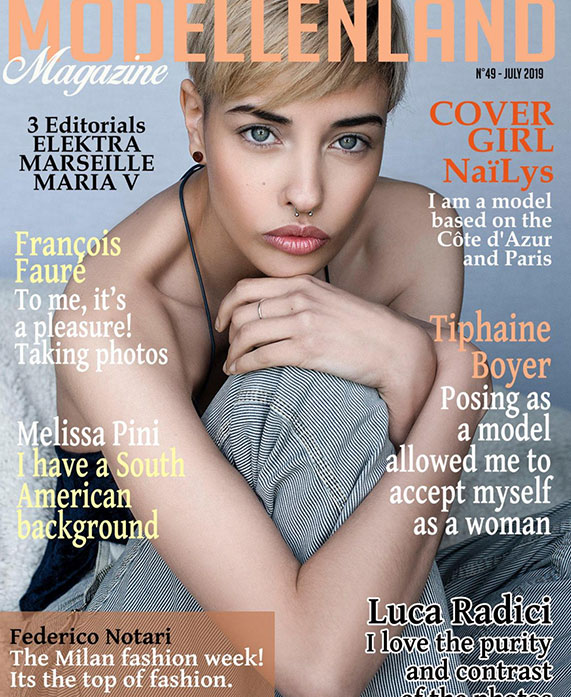 MODELLENLAND
Magazine
N°49 - JULY 2019
3 Editorials
ELEKTRA
MARSEILLE
MARIA V
COVER
GIRL
NaïLys
I am a model
based on the
Côte d'Azur
and Paris
François
Fauré
To me, it's
a pleasure!
Taking photos
Tiphaine
Boyer
Posing as
a model
allowed me to
accept myself
as a woman
Melissa Pini
I have a South
American
background
Luca Radici
I love the purity
and contrast
of the photo
Federico Notari
The Milan fashion week!
Its the top of fashion.